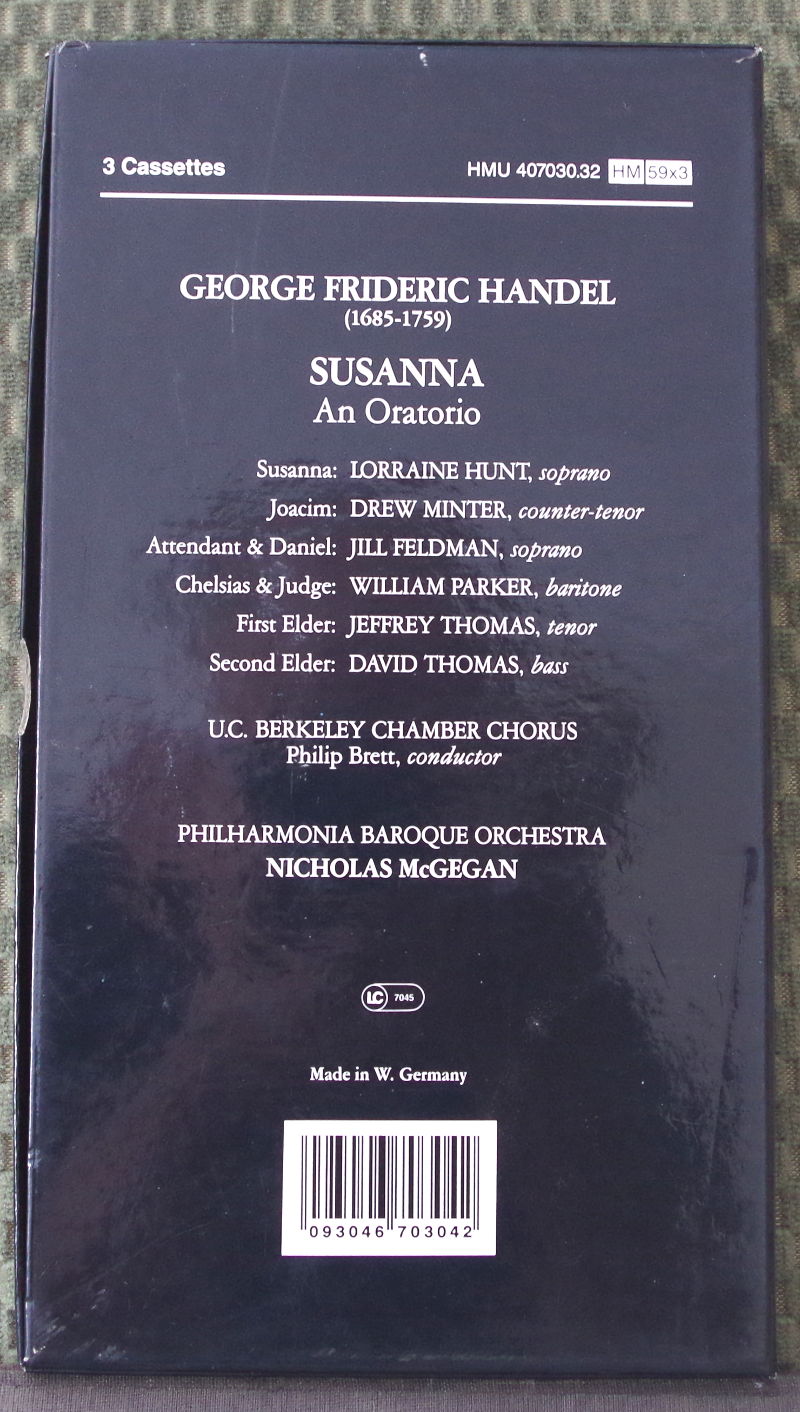 3 Cassettes HMU 407030.32 HM 59x3
GEORGE FRIDERIC HANDEL
(1685-1759)
SUSANNA
An Oratorio
Susanna: LORRAINE HUNT, soprano
Joacim: DREW MINTER, counter-tenor
Attendant & Daniel: JILL FELDMAN, soprano
Chelsias & Judge: WILLIAM PARKER, baritone
First Elder: JEFFREY THOMAS, tenor
Second Elder: DAVID THOMAS, bass
U.C. BERKELEY CHAMBER CHORUS
Philip Brett, conductor
PHILHARMONIA BAROQUE ORCHESTRA
NICHOLAS McGEGAN
LC 7045
Made in W. Germany
093046 703042